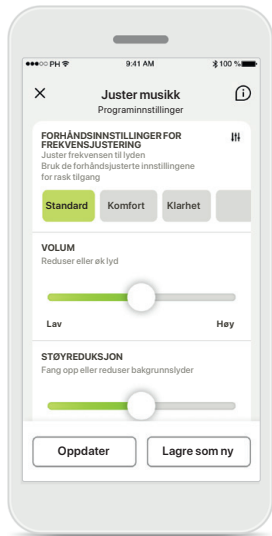 PH 9:41 AM 100 %
Juster musikk
Programinnstillinger
FORHÅNDSINNSTILLINGER FOR
FREKVENSJUSTERING
Juster frekvensen til lyden
Bruk de forhåndsjusterte innstillingene
for rask tilgang
Standard Komfort Klarhet
VOLUM
Reduser eller øk lyd
Lav Høy
STØYREDUKSJON
Fang opp eller reduser bakgrunnslyder
Oppdater Lagre som ny